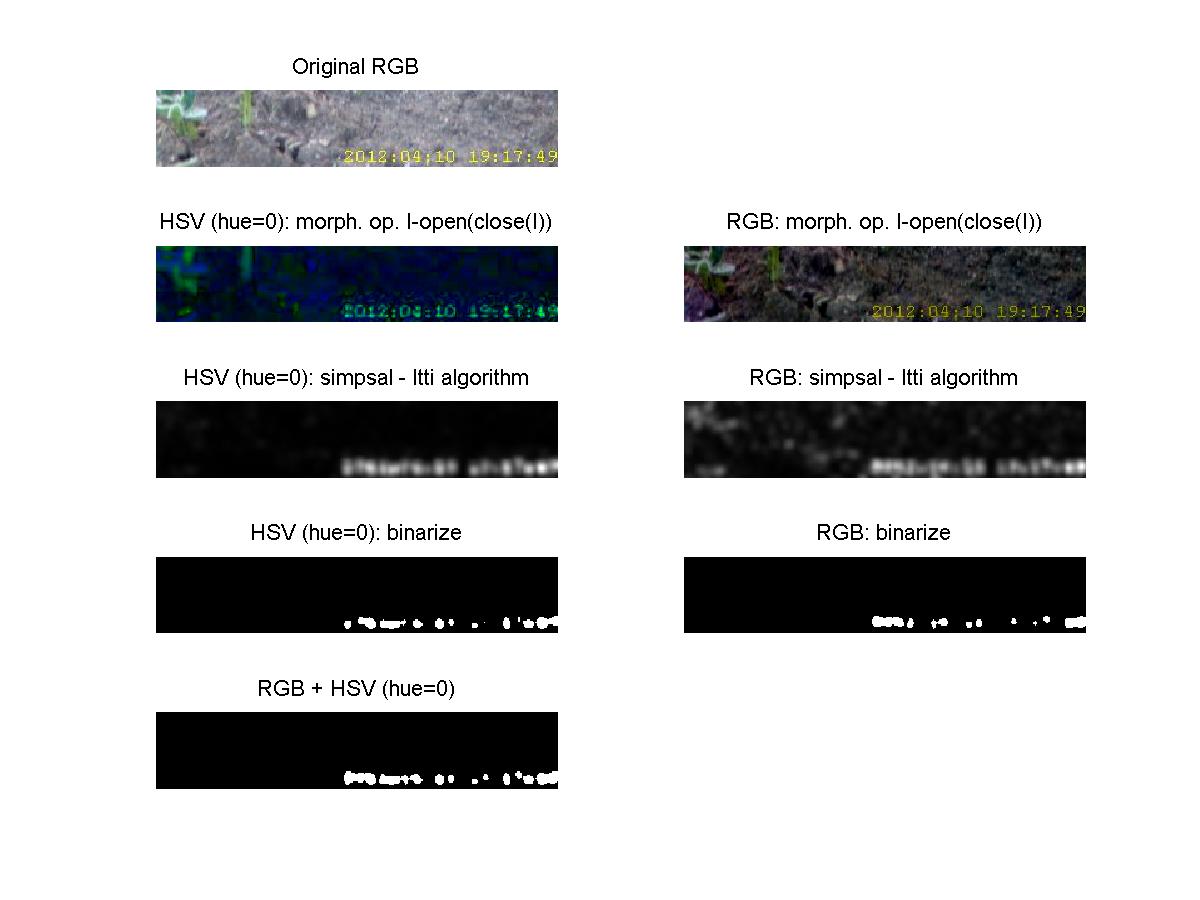 Original RGB
2012:04:10 19:17:49
HSV (hue=0): morph. op. I-open(close(I))
RGB: morph. op. I-open(close(I))
2012:04:10 19:17:49
2012:04:10 19:17:49
HSV (hue=0): simpsal - Itti algorithm
RGB: simpsal - Itti algorithm
HSV (hue=0): binarize
RGB: binarize
RGB + HSV (hue=0)